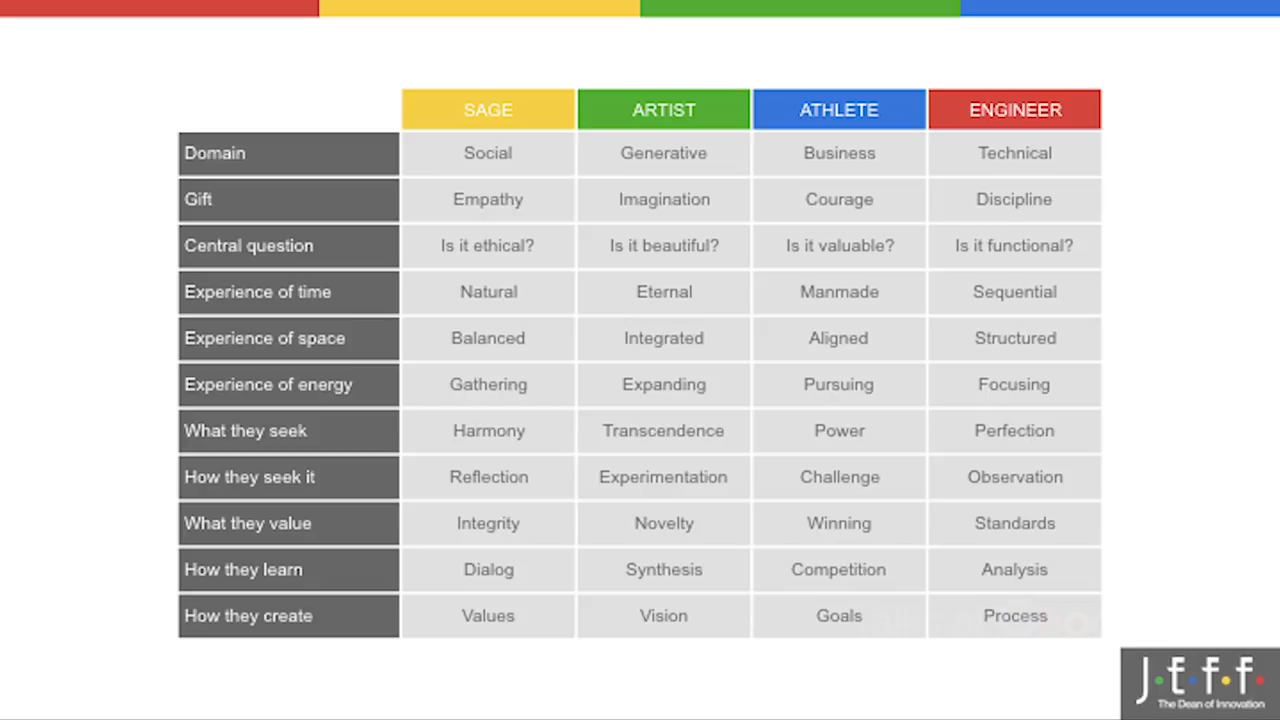 SAGE ARTIST ATHLETE ENGINEER
Domain Social Generative Business Technical
Gift Empathy Imagination Courage Discipline
Central question Is it ethical? Is it beautiful? Is it valuable? Is it functional?
Experience of time Natural Eternal Manmade Sequential
Experience of space Balanced Integrated Aligned Structured
Experience of energy Gathering Expanding Pursuing Focusing
What they seek Harmony Transcendence Power Perfection
How they seek it Reflection Experimentation Challenge Observation
What they value Integrity Novelty Winning Standards
How they learn Dialog Synthesis Competition Analysis
How they create Values Vision Goals Process
J•e•f•f•
The Dean of Innovation